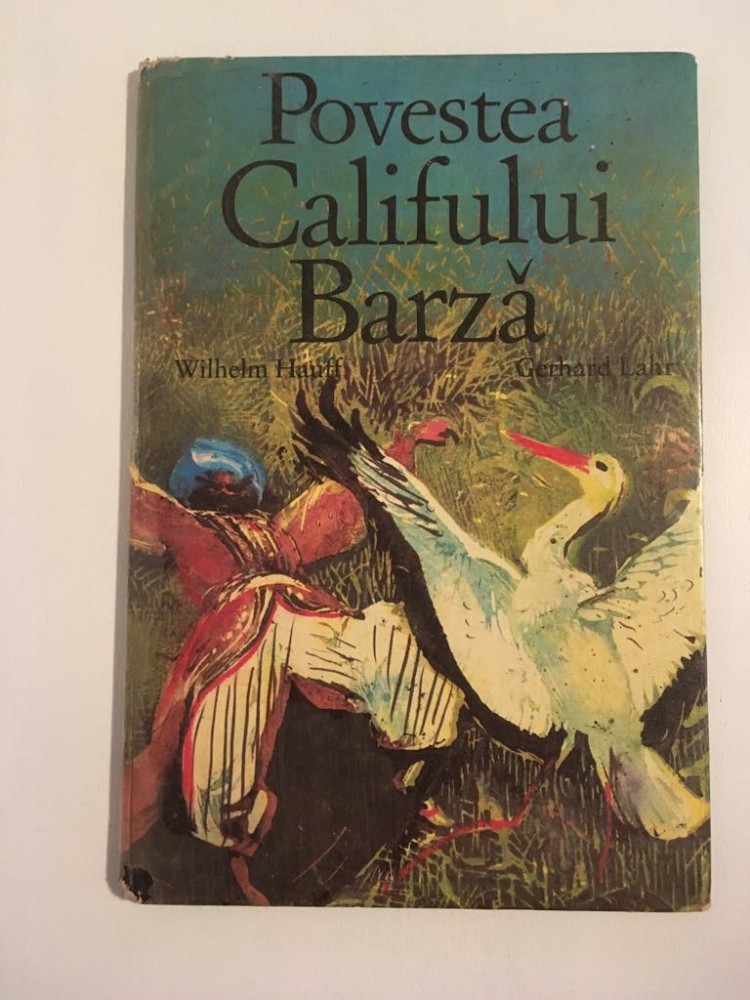 Povestea
Califului
Barză
Wilhelm Hauff Gerhard Lahr